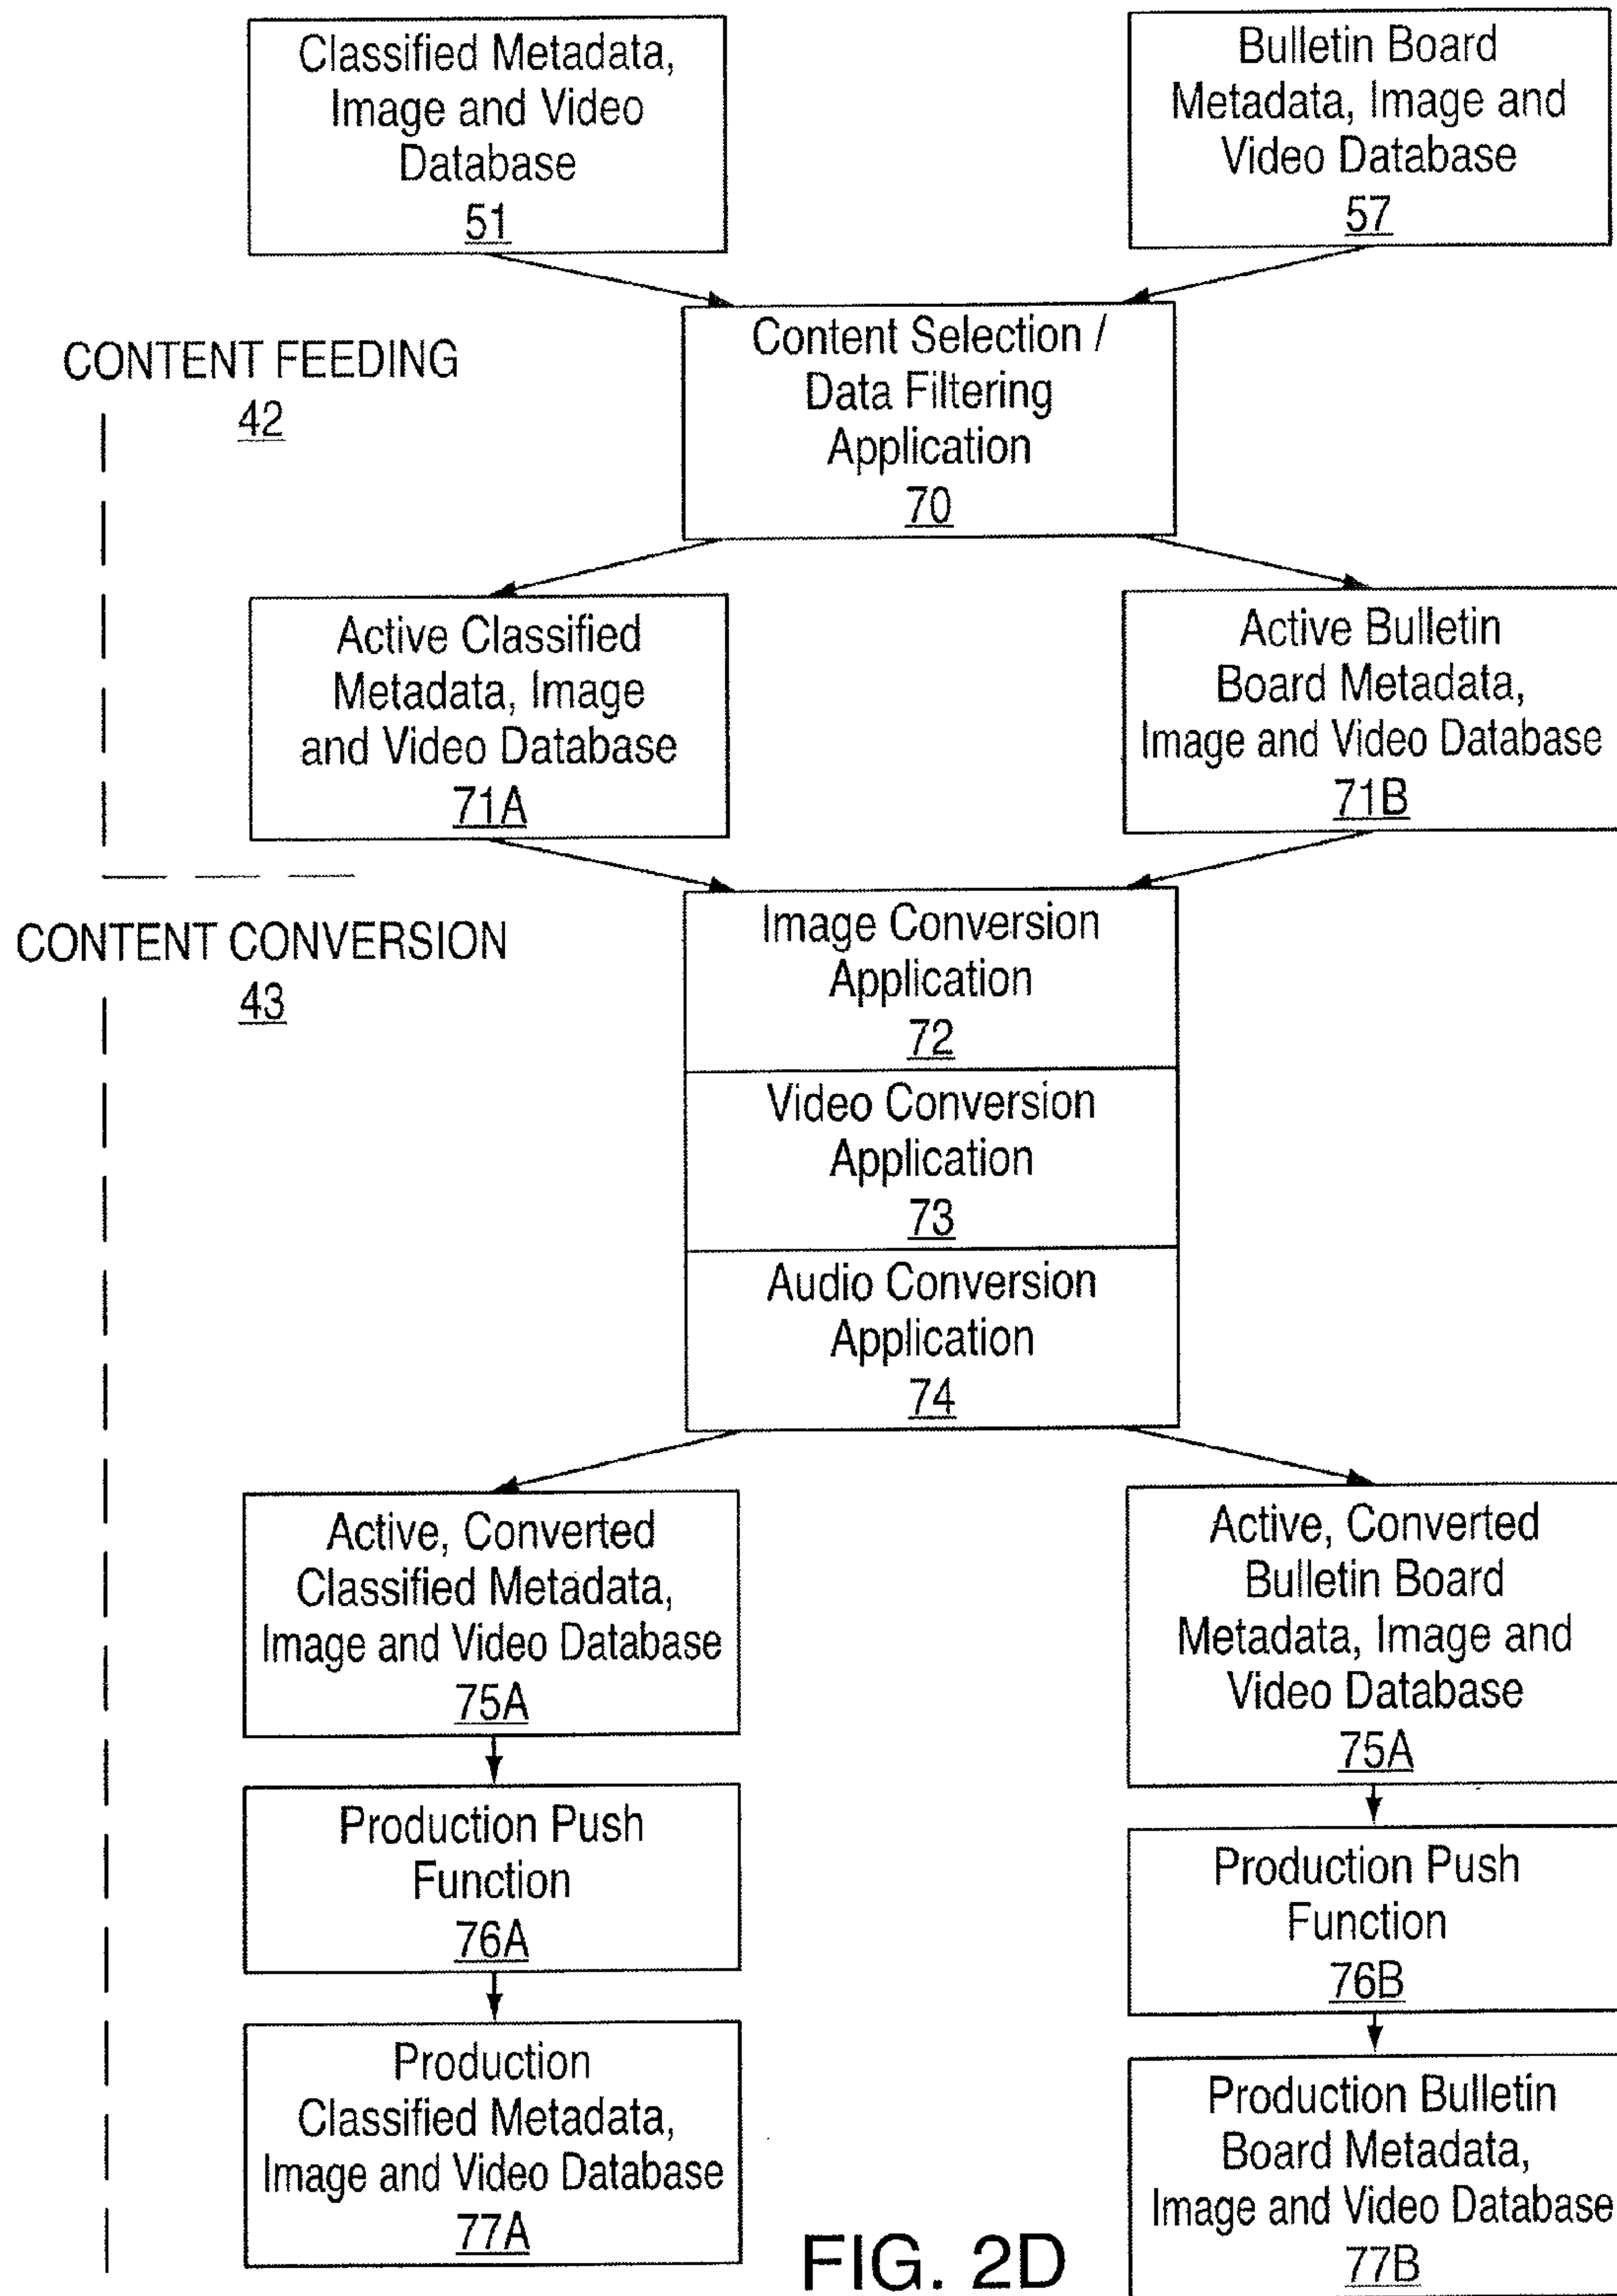 Classified Metadata,
Image and Video
Database
51
Bulletin Board
Metadata, Image and
Video Database
57
CONTENT FEEDING
42
Content Selection /
Data Filtering
Application
70
Active Classified
Metadata, Image
and Video Database
71A
Active Bulletin
Board Metadata,
Image and Video Database
71B
CONTENT CONVERSION
43
Image Conversion
Application
72
Video Conversion
Application
73
Audio Conversion
Application
74
Active, Converted
Classified Metadata,
Image and Video Database
75A
Active, Converted
Bulletin Board
Metadata, Image and
Video Database
75A
Production Push
Function
76A
Production Push
Function
76B
Production
Classified Metadata,
Image and Video Database
77A
Production Bulletin
Board Metadata,
Image and Video Database
77B
FIG. 2D